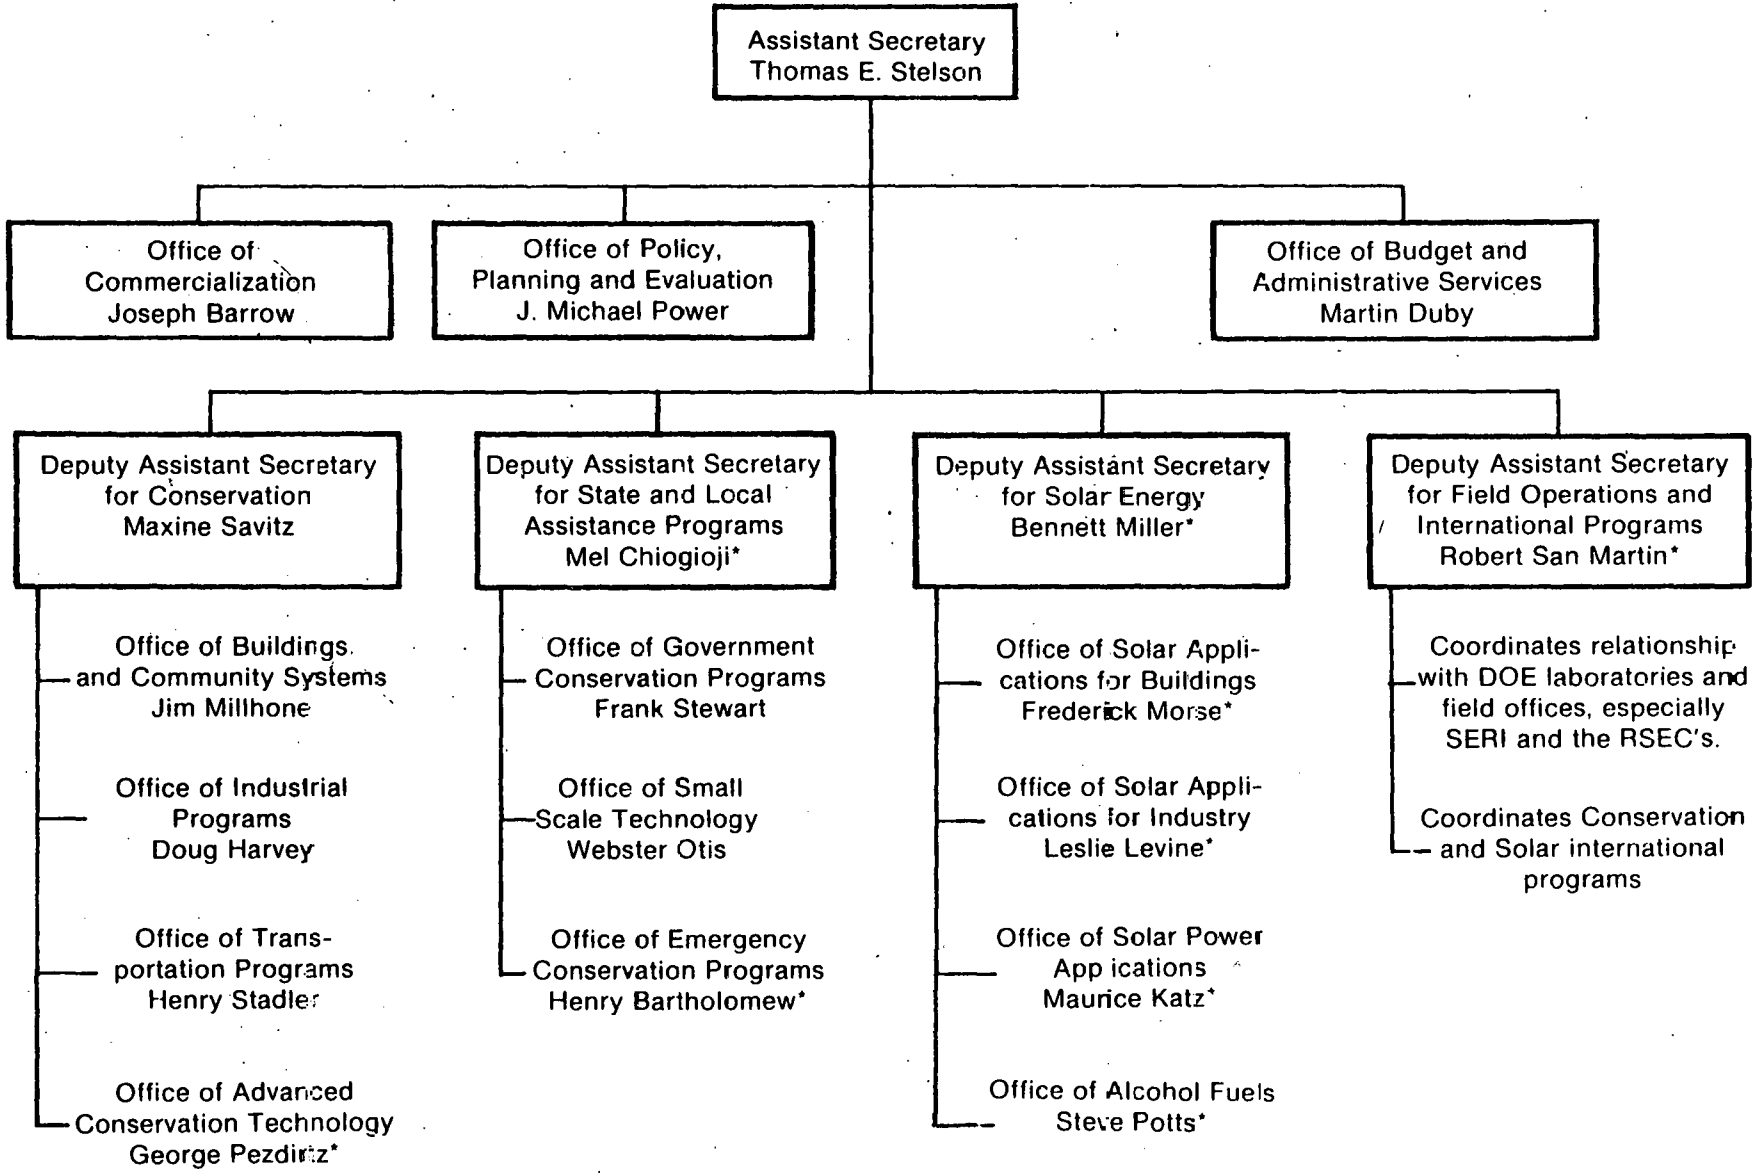 Assistant Secretary
Thomas E. Stelson
Office of
Commercialization
Joseph Barrow
Office of Policy,
Planning and Evaluation
J. Michael Power
Office of Budget and
Administrative Services
Martin Duby
Deputy Assistant Secretary
for Conservation
Maxine Savitz
Office of Buildings
and Community Systems
Jim Millhone
Office of Industrial
Programs
Doug Harvey
Office of Trans-
portation Programs
Henry Stadler
Office of Advanced
Conservation Technology
George Pezdirtz*
Deputy Assistant Secretary
for State and Local
Assistance Programs
Mel Chiogioji*
Office of Government
Conservation Programs
Frank Stewart
Office of Small
Scale Technology
Webster Otis
Office of Emergency
Conservation Programs
Henry Bartholomew*
Deputy Assistant Secretary
for Solar Energy
Bennett Miller*
Office of Solar Appli-
cations for Buildings
Frederick Morse*
Office of Solar Appli-
cations for Industry
Leslie Levine*
Office of Solar Power
App ications
Maurice Katz*
Office of Alcohol Fuels
Steve Potts*
Deputy Assistant Secretary
for Field Operations and
International Programs
Robert San Martin*
Coordinates relationship
with DOE laboratories and
field offices, especially
SERI and the RSEC's.
Coordinates Conservation
and Solar international
programs